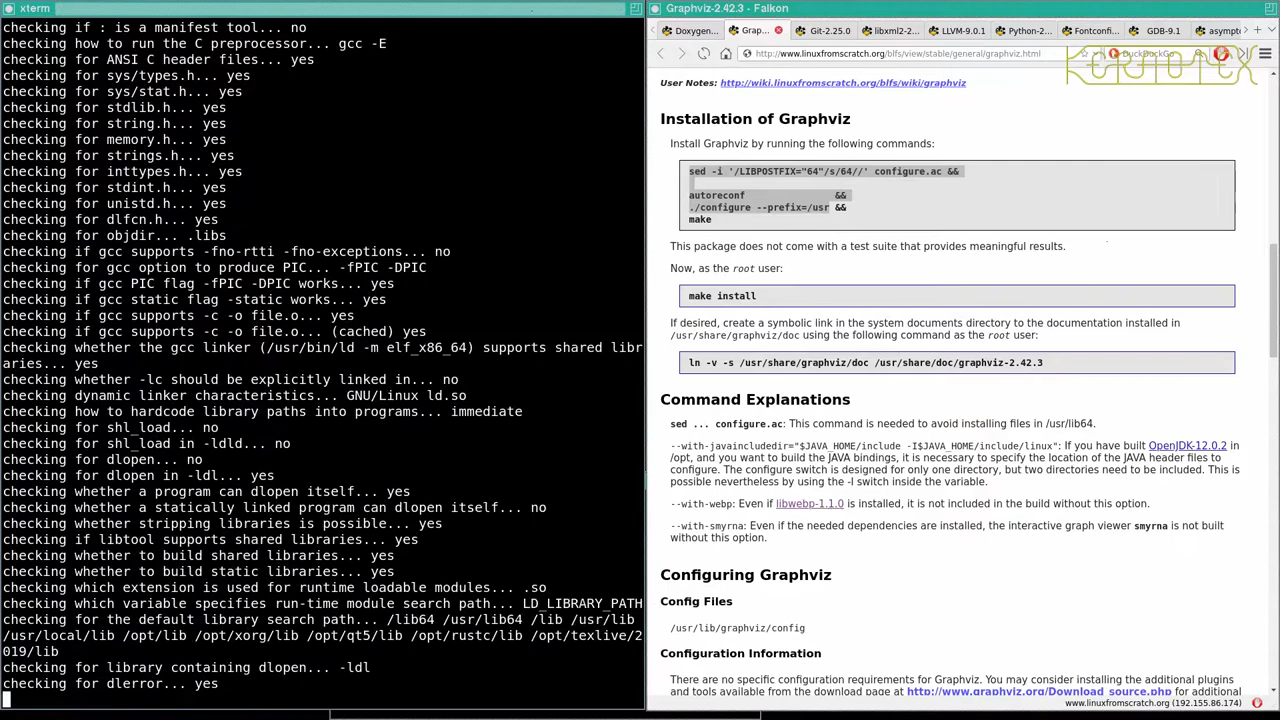 xterm
checking if : is a manifest tool... no
checking how to run the C preprocessor... gcc -E
checking for ANSI C header files... yes
checking for sys/types.h... yes
checking for sys/stat.h... yes
checking for stdlib.h... yes
checking for string.h... yes
checking for memory.h... yes
checking for strings.h... yes
checking for inttypes.h... yes
checking for stdint.h... yes
checking for unistd.h... yes
checking for dlfcn.h... yes
checking for objdir... .libs
checking if gcc supports -fno-rtti -fno-exceptions... no
checking for gcc option to produce PIC... -fPIC -DPIC
checking if gcc PIC flag -fPIC -DPIC works... yes
checking if gcc static flag -static works... yes
checking if gcc supports -c -o file.o... yes
checking if gcc supports -c -o file.o... (cached) yes
checking whether the gcc linker (/usr/bin/ld -m elf_x86_64) supports shared libr
aries... yes
checking whether -lc should be explicitly linked in... no
checking dynamic linker characteristics... GNU/Linux ld.so
checking how to hardcode library paths into programs... immediate
checking for shl_load... no
checking for shl_load in -ldld... no
checking for dlopen... no
checking for dlopen in -ldl... yes
checking whether a program can dlopen itself... yes
checking whether a statically linked program can dlopen itself... no
checking whether stripping libraries is possible... yes
checking if libtool supports shared libraries... yes
checking whether to build shared libraries... yes
checking whether to build static libraries... yes
checking which extension is used for runtime loadable modules... .so
checking which variable specifies run-time module search path... LD_LIBRARY_PATH
checking for the default library search path... /lib64 /usr/lib64 /lib /usr/lib
/usr/local/lib /opt/xorg/lib /opt/qt5/lib /opt/rustc/lib /opt/texlive/2
019/lib
checking for library containing dlopen... -ldl
checking for dlerror... yes
Graphviz-2.42.3 - Falkon
Doxygen... Grap... Git-2.25.0 libxml2-2... LLVM-9.0.1 Python-2... Fontconfi... GDB-9.1 asympto
http://www.linuxfromscratch.org/blfs/view/stable/general/graphviz.html DuckDuckGo
User Notes: http://wiki.linuxfromscratch.org/blfs/wiki/graphviz
Installation of Graphviz
Install Graphviz by running the following commands:
sed -i '/LIBPOSTFIX="64"/s/64//' configure.ac &&
autoreconf &&
./configure --prefix=/usr &&
make
This package does not come with a test suite that provides meaningful results.
Now, as the root user:
make install
If desired, create a symbolic link in the system documents directory to the documentation installed in
/usr/share/graphviz/doc using the following command as the root user:
ln -v -s /usr/share/graphviz/doc /usr/share/doc/graphviz-2.42.3
Command Explanations
sed ... configure.ac: This command is needed to avoid installing files in /usr/lib64.
--with-javaincludedir="$JAVA_HOME/include -I$JAVA_HOME/include/linux": If you have built OpenJDK-12.0.2 in
/opt, and you want to build the JAVA bindings, it is necessary to specify the location of the JAVA header files to
configure. The configure switch is designed for only one directory, but two directories need to be included. This is
possible nevertheless by using the -I switch inside the variable.
--with-webp: Even if libwebp-1.1.0 is installed, it is not included in the build without this option.
--with-smyrna: Even if the needed dependencies are installed, the interactive graph viewer smyrna is not built
without this option.
Configuring Graphviz
Config Files
/usr/lib/graphviz/config
Configuration Information
There are no specific configuration requirements for Graphviz. You may consider installing the additional plugins
and tools available from the download page at http://www.graphviz.org/Download_source.php for additional
www.linuxfromscratch.org (192.155.86.174)